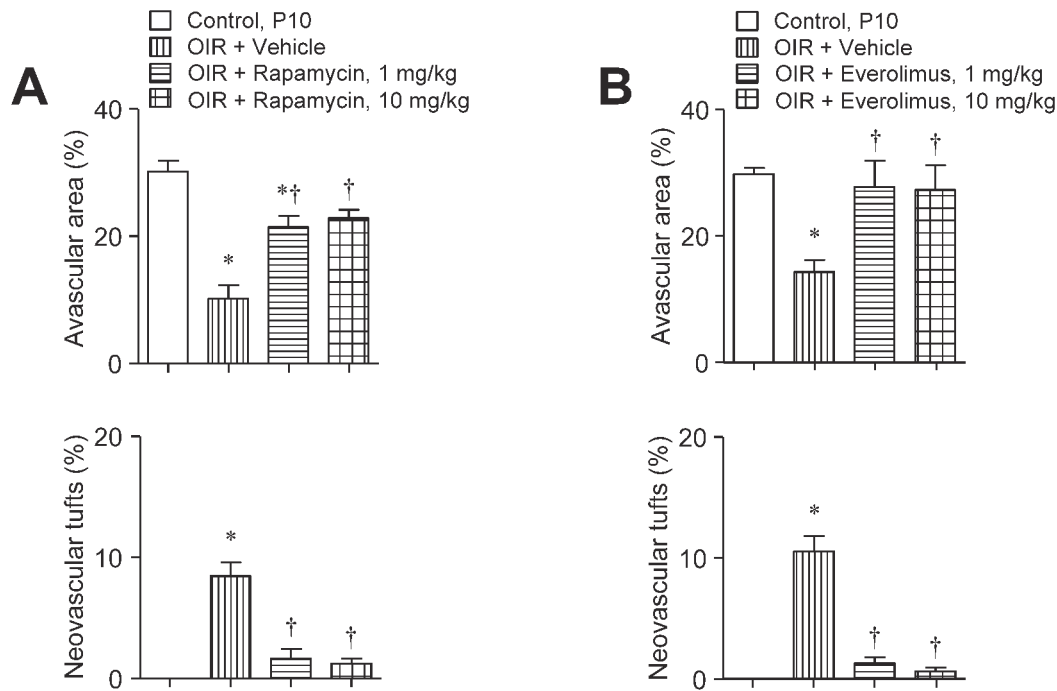 A
Control, P10
OIR + Vehicle
OIR + Rapamycin, 1 mg/kg
OIR + Rapamycin, 10 mg/kg
Avascular area (%)
40
20
0
*
*†
†
Neovascular tufts (%)
20
10
0
*
†
†
B
Control, P10
OIR + Vehicle
OIR + Everolimus, 1 mg/kg
OIR + Everolimus, 10 mg/kg
Avascular area (%)
40
20
0
*
†
†
Neovascular tufts (%)
20
10
0
*
†
†